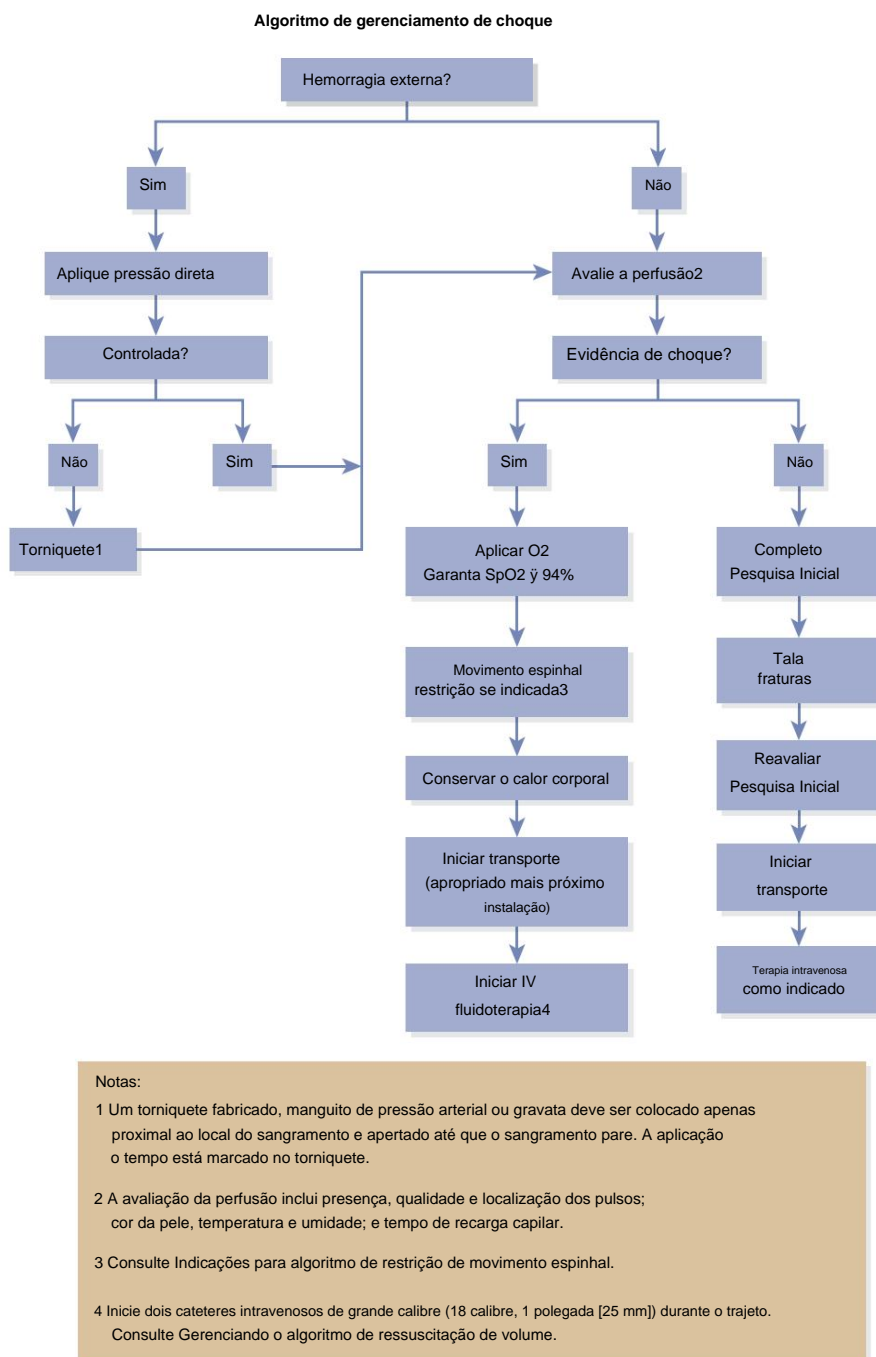 Algoritmo de gerenciamento de choque
Hemorragia externa?
Sim
Não
Aplique pressão direta
Avalie a perfusão2
Controlada?
Evidência de choque?
Não
Sim
Sim
Não
Torniquete1
Aplicar O2
Garanta SpO2 ÿ 94%
Completo
Pesquisa Inicial
Movimento espinhal
restrição se indicada3
Tala
fraturas
Conservar o calor corporal
Reavaliar
Pesquisa Inicial
Iniciar transporte
(apropriado mais próximo
instalação)
Iniciar
transporte
Iniciar IV
fluidoterapia4
Terapia intravenosa
como indicado
Notas:
1 Um torniquete fabricado, manguito de pressão arterial ou gravata deve ser colocado apenas
proximal ao local do sangramento e apertado até que o sangramento pare. A aplicação
o tempo está marcado no torniquete.
2 A avaliação da perfusão inclui presença, qualidade e localização dos pulsos;
cor da pele, temperatura e umidade; e tempo de recarga capilar.
3 Consulte Indicações para algoritmo de restrição de movimento espinhal.
4 Inicie dois cateteres intravenosos de grande calibre (18 calibre, 1 polegada [25 mm]) durante o trajeto.
Consulte Gerenciando o algoritmo de ressuscitação de volume.